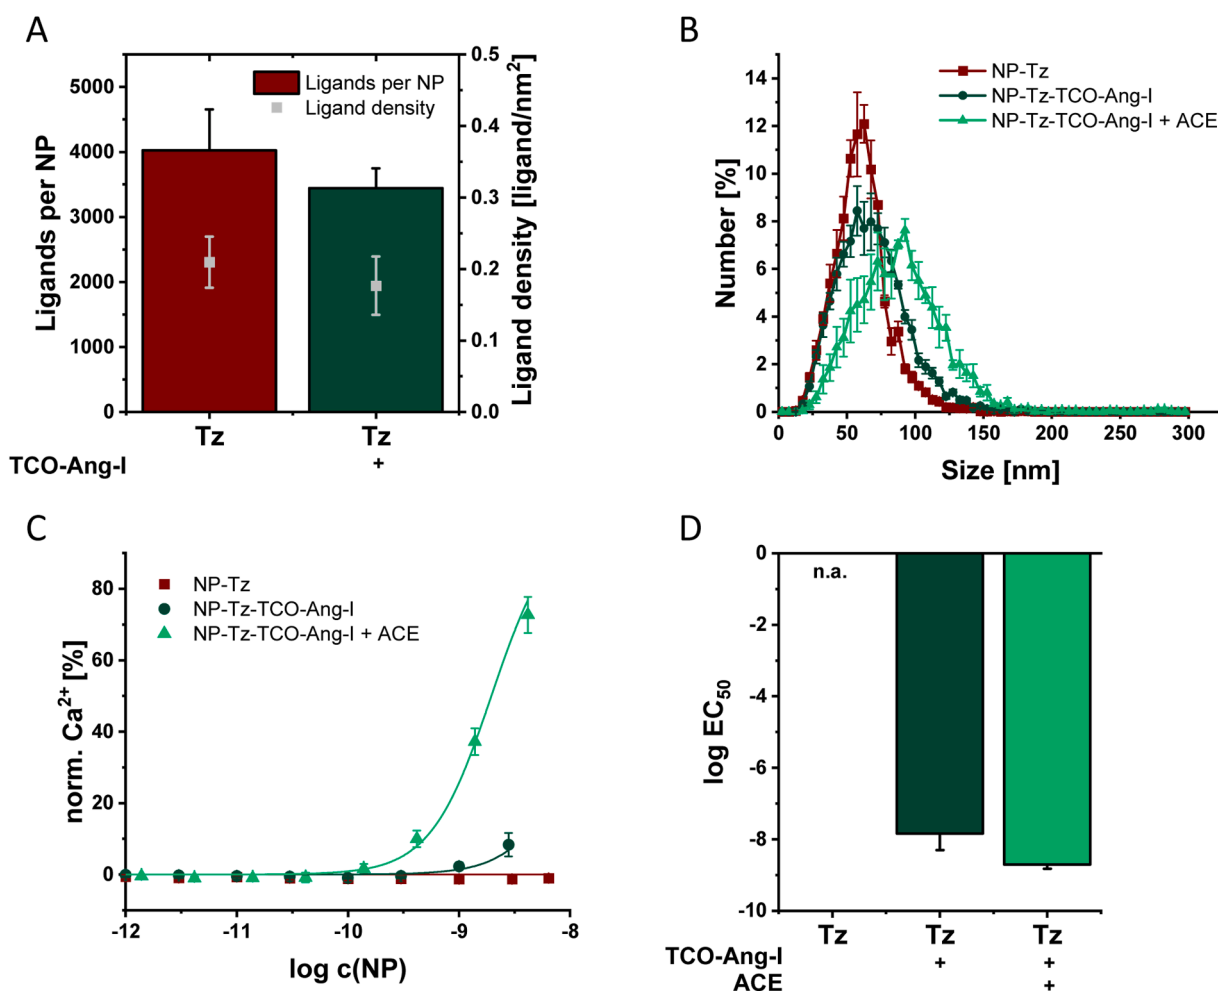 A
Ligands per NP
5000
4000
3000
2000
1000
0
Ligands per NP
Ligand density
0.5
0.4
0.3
0.2
0.1
0.0
Ligand density [ligand/nm²]
Tz
Tz
TCO-Ang-I
+
B
NP-Tz
NP-Tz-TCO-Ang-I
NP-Tz-TCO-Ang-I + ACE
Number [%]
14
12
10
8
6
4
2
0
0
50
100
150
200
250
300
Size [nm]
C
norm. Ca²⁺ [%]
80
60
40
20
0
NP-Tz
NP-Tz-TCO-Ang-I
NP-Tz-TCO-Ang-I + ACE
-12
-11
-10
-9
-8
log c(NP)
D
log EC₅₀
0
-2
-4
-6
-8
-10
n.a.
Tz
Tz
Tz
TCO-Ang-I
+
+
ACE
+